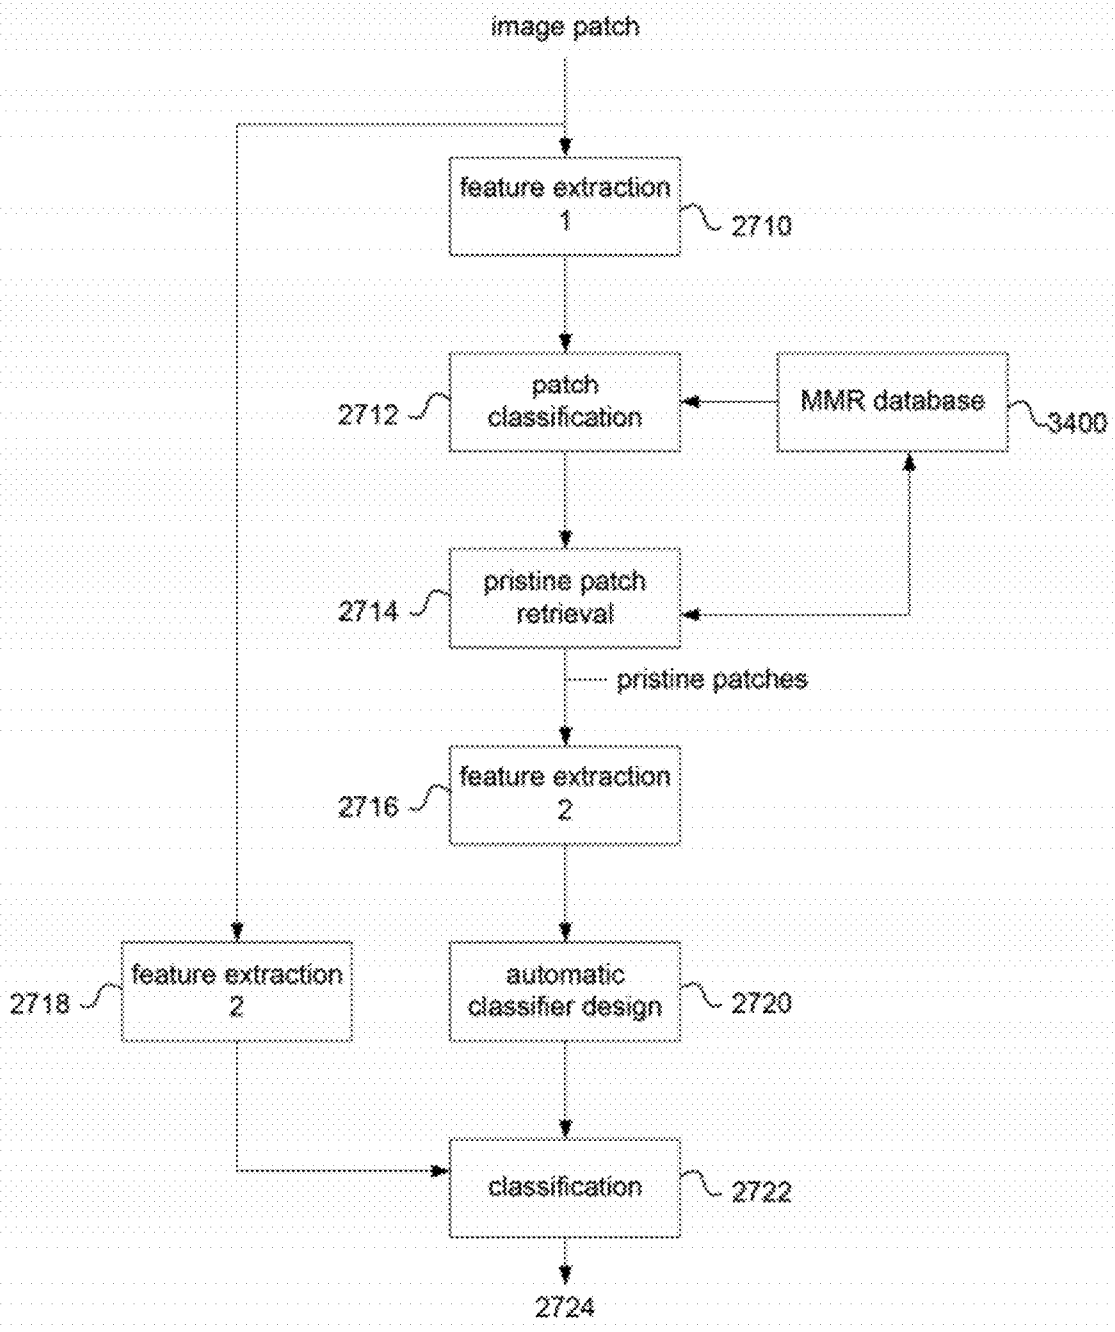 image patch
feature extraction
1
2710
patch
classification
2712
MMR database
3400
pristine patch
retrieval
2714
pristine patches
feature extraction
2
2716
feature extraction
2
2718
automatic
classifier design
2720
classification
2722
2724